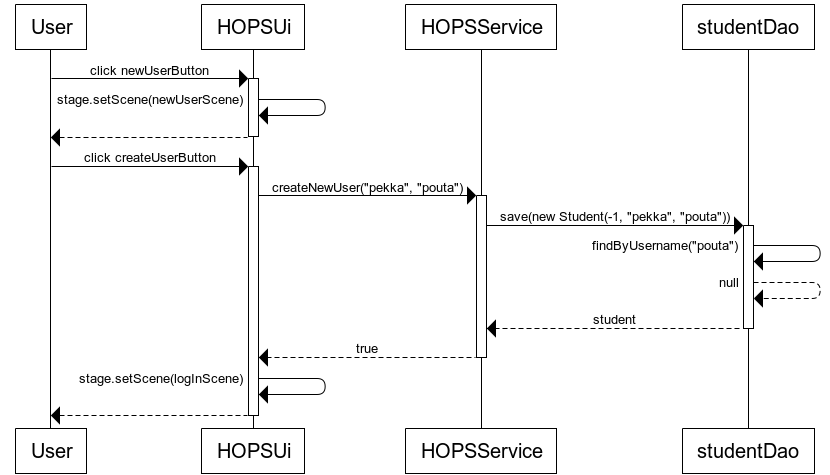 User HOPSUi HOPSService studentDao
click newUserButton
stage.setScene(newUserScene)
click createUserButton
createNewUser("pekka", "pouta")
save(new Student(-1, "pekka", "pouta"))
findByUsername("pouta")
null
student
true
stage.setScene(logInScene)
User HOPSUi HOPSService studentDao